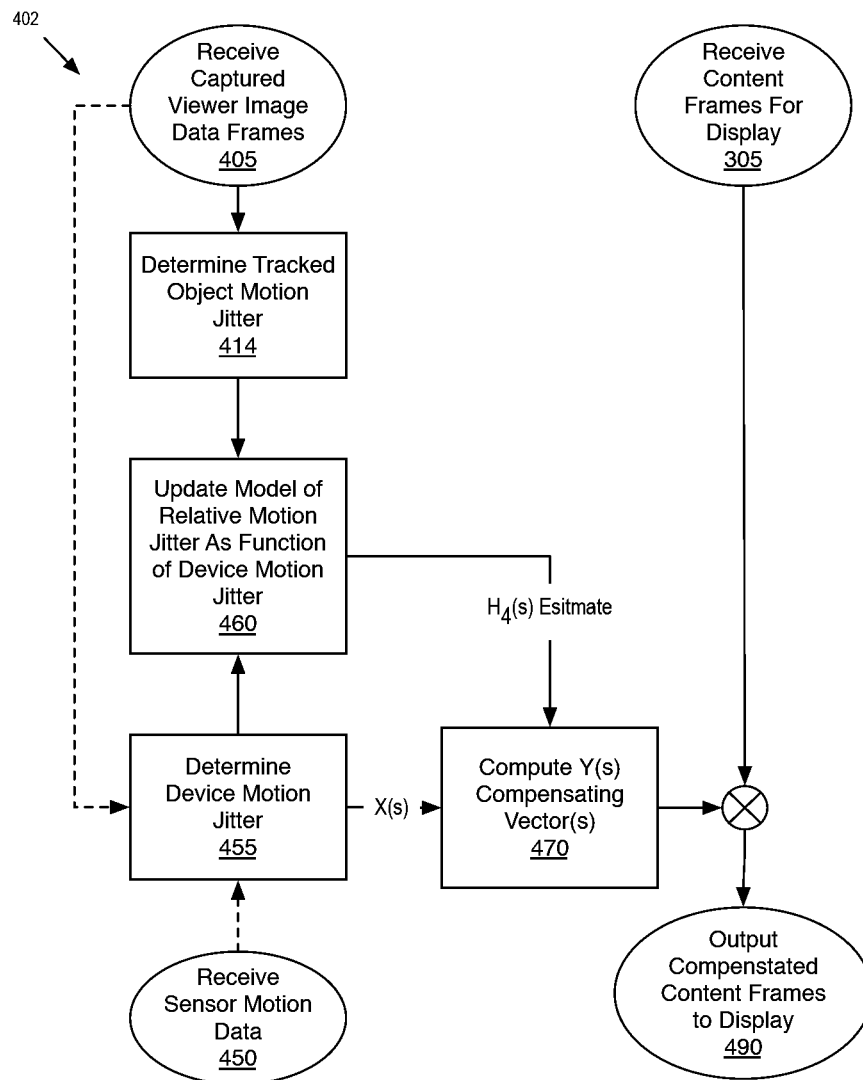 402
Receive
Captured
Viewer Image
Data Frames
405
Receive
Content
Frames For
Display
305
Determine Tracked
Object Motion
Jitter
414
Update Model of
Relative Motion
Jitter As Function
of Device Motion
Jitter
460
H4(s) Esitmate
Determine
Device Motion
Jitter
455
X(s)
Compute Y(s)
Compensating
Vector(s)
470
Receive
Sensor Motion
Data
450
Output
Compenstated
Content Frames
to Display
490